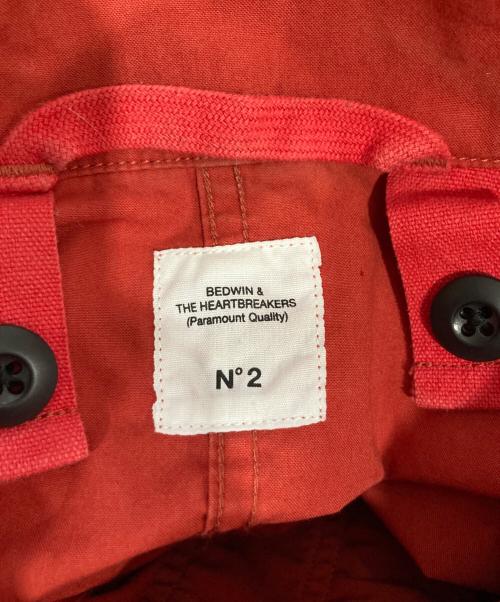 BEDWIN &
THE HEARTBREAKERS
(Paramount Quality)
N° 2